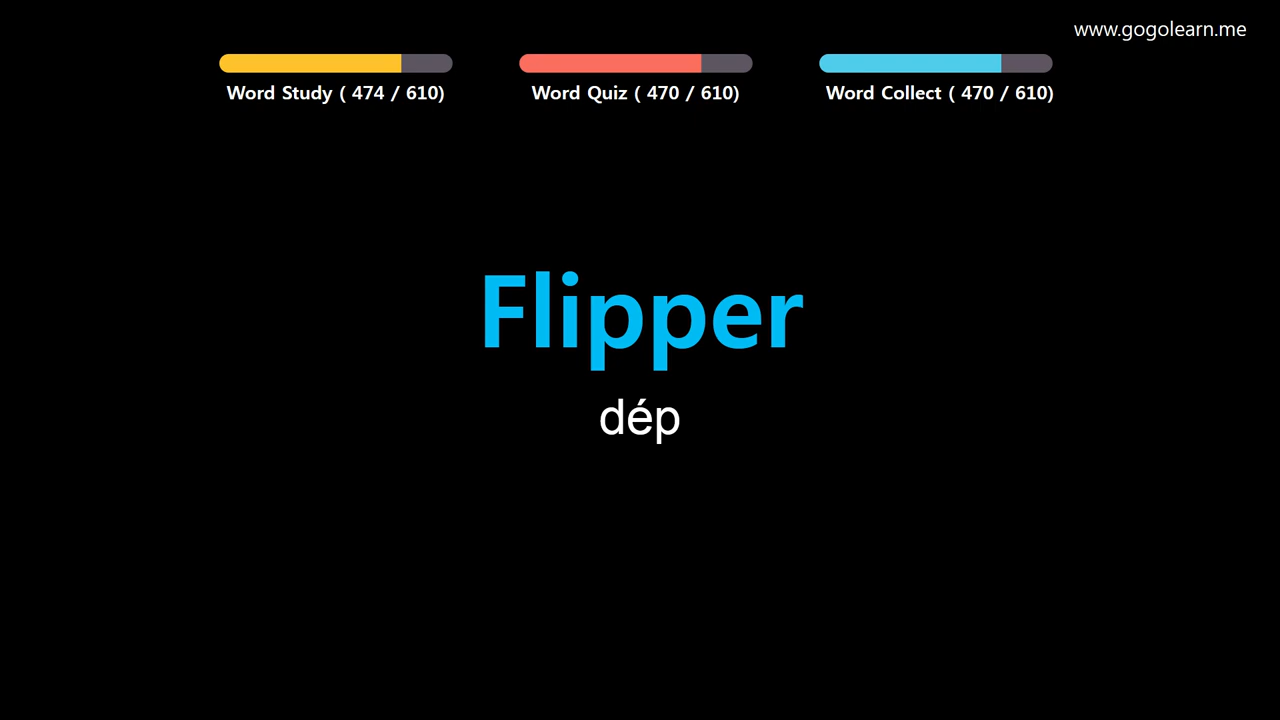 www.gogolearn.me
Word Study ( 474 / 610)
Word Quiz ( 470 / 610)
Word Collect ( 470 / 610)
Flipper
dép